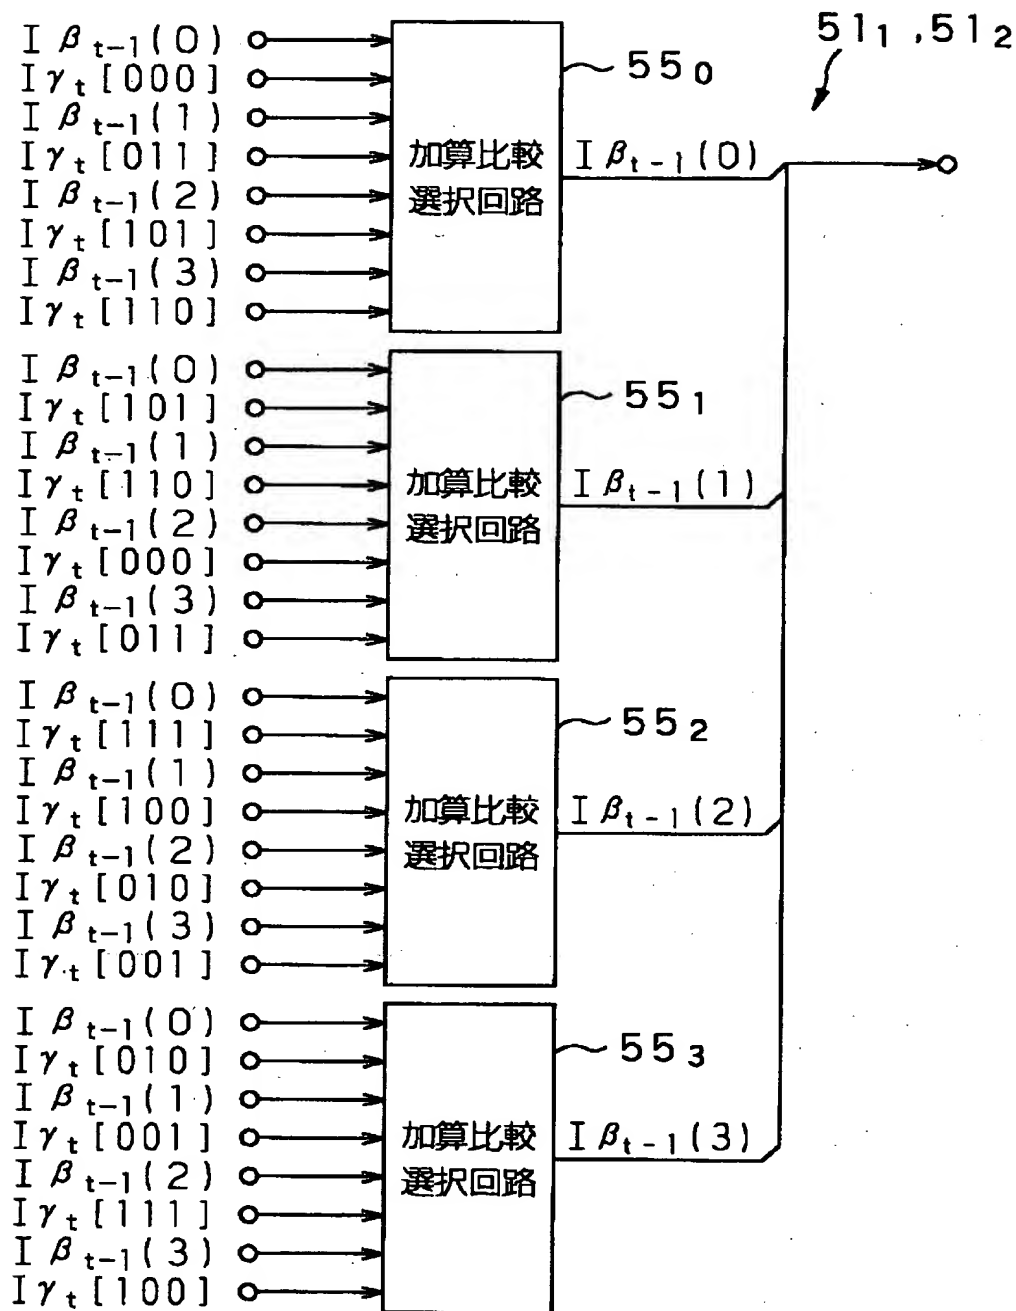 51₁ , 51₂
I β t-1 ( 0 )
I γ t [ 000 ]
I β t-1 ( 1 )
I γ t [ 011 ]
I β t-1 ( 2 )
I γ t [ 101 ]
I β t-1 ( 3 )
I γ t [ 110 ]
加算比較
選択回路
55₀
I β t-1 (0)
I β t-1 ( 0 )
I γ t [ 101 ]
I β t-1 ( 1 )
I γ t [ 110 ]
I β t-1 ( 2 )
I γ t [ 000 ]
I β t-1 ( 3 )
I γ t [ 011 ]
加算比較
選択回路
55₁
I β t-1 (1)
I β t-1 ( 0 )
I γ t [ 111 ]
I β t-1 ( 1 )
I γ t [ 100 ]
I β t-1 ( 2 )
I γ t [ 010 ]
I β t-1 ( 3 )
I γ t [ 001 ]
加算比較
選択回路
55₂
I β t-1 (2)
I β t-1 ( 0 )
I γ t [ 010 ]
I β t-1 ( 1 )
I γ t [ 001 ]
I β t-1 ( 2 )
I γ t [ 111 ]
I β t-1 ( 3 )
I γ t [ 100 ]
加算比較
選択回路
55₃
I β t-1 (3)